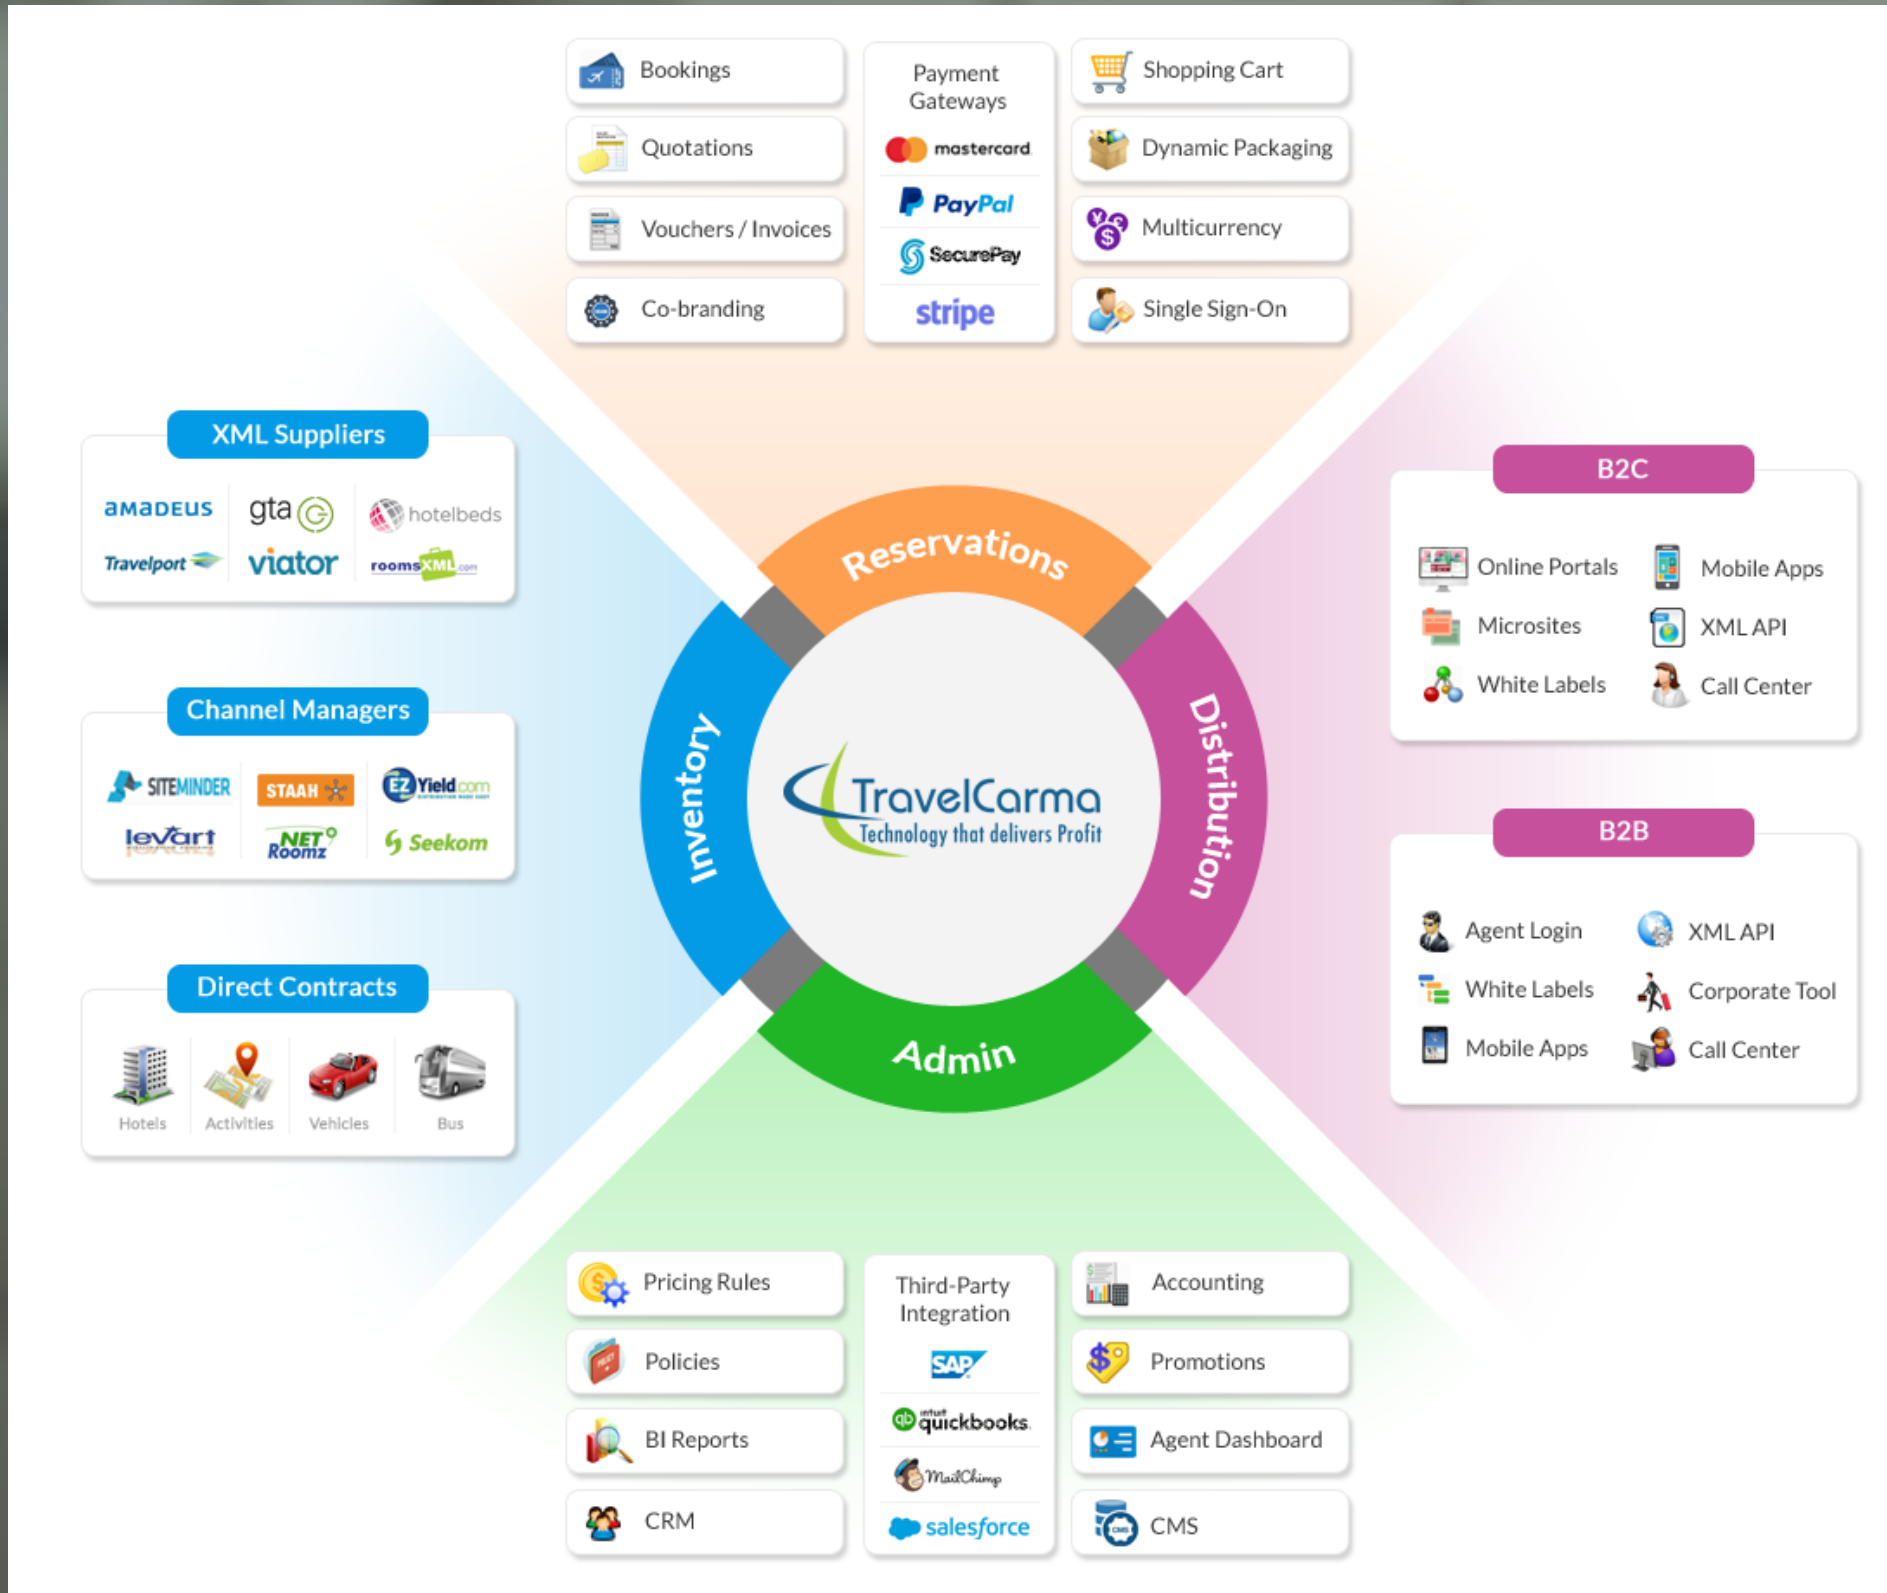 Bookings
Quotations
Vouchers / Invoices
Co-branding
Payment
Gateways
mastercard
PayPal
SecurePay
stripe
Shopping Cart
Dynamic Packaging
Multicurrency
Single Sign-On
XML Suppliers
amadeus
gta
hotelbeds
Travelport
viator
roomsXML.com
Channel Managers
SITEMINDER
STAAH
EZYield.com
levart
NET Roomz
Seekom
Direct Contracts
Hotels
Activities
Vehicles
Bus
Reservations
Inventory
Distribution
Admin
TravelCarma
Technology that delivers Profit
B2C
Online Portals
Mobile Apps
Microsites
XML API
White Labels
Call Center
B2B
Agent Login
XML API
White Labels
Corporate Tool
Mobile Apps
Call Center
Pricing Rules
Policies
BI Reports
CRM
Third-Party
Integration
SAP
intuit
quickbooks.
MailChimp
salesforce
Accounting
Promotions
Agent Dashboard
CMS